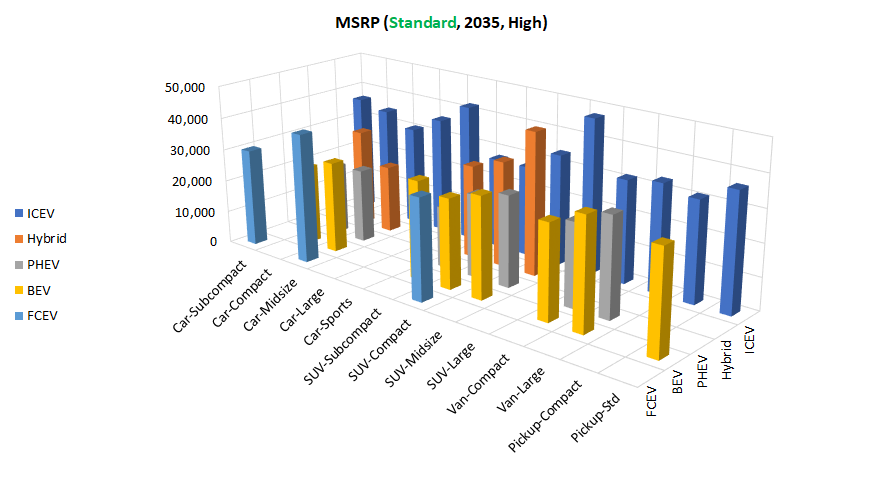 MSRP (Standard, 2035, High)
50,000
40,000
30,000
20,000
10,000
0
ICEV
Hybrid
PHEV
BEV
FCEV
Car-Subcompact
Car-Compact
Car-Midsize
Car-Large
Car-Sports
SUV-Subcompact
SUV-Compact
SUV-Midsize
SUV-Large
Van-Compact
Van-Large
Pickup-Compact
Pickup-Std
FCEV
BEV
PHEV
Hybrid
ICEV